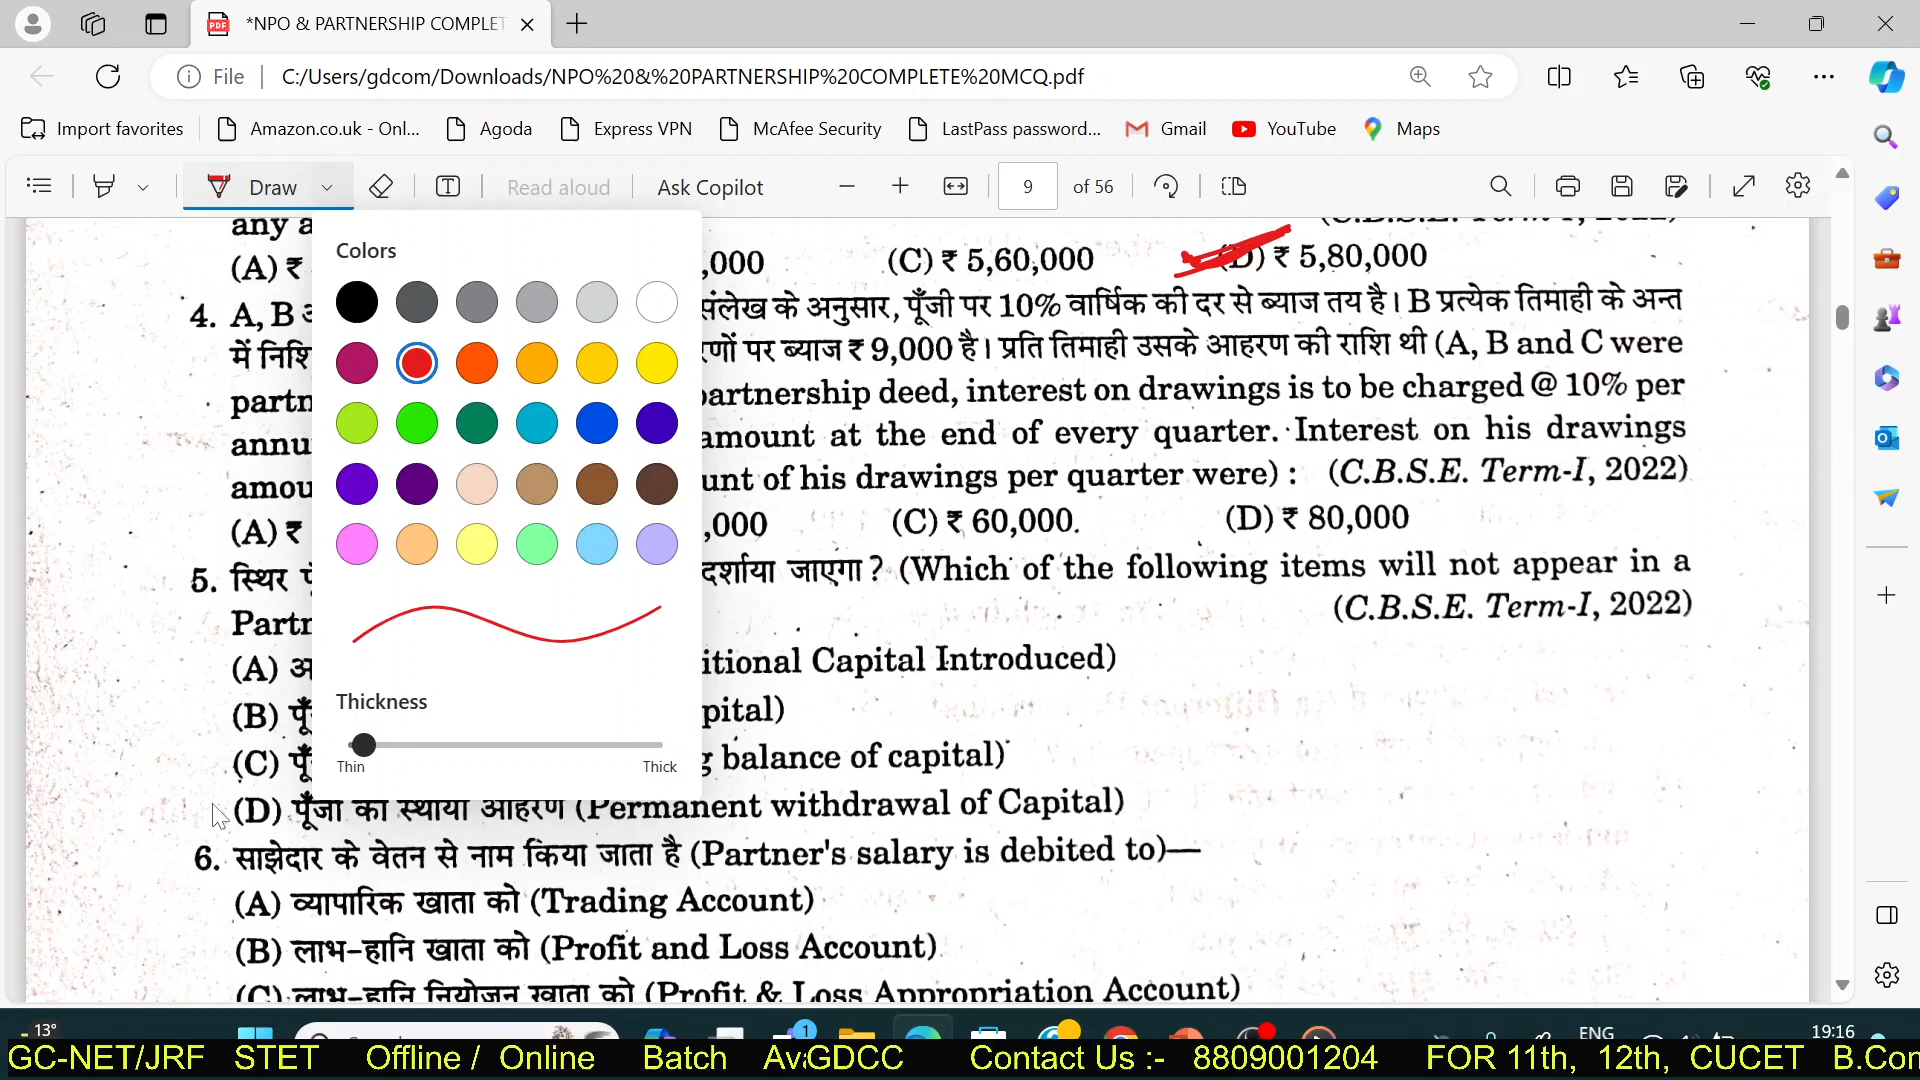 *NPO & PARTNERSHIP COMPLET
File C:/Users/gdcom/Downloads/NPO%20&%20PARTNERSHIP%20COMPLETE%20MCQ.pdf
Import favorites Amazon.co.uk - Onl... Agoda Express VPN McAfee Security LastPass password... Gmail YouTube Maps
Draw Read aloud Ask Copilot 9 of 56
any a
(A) ₹ ,000 (C) ₹ 5,60,000 (D) ₹ 5,80,000
4. A, B संलेख के अनुसार, पूँजी पर 10% वार्षिक की दर से ब्याज तय है। B प्रत्येक तिमाही के अन्त
में पर ब्याज ₹ 9,000 है। प्रति तिमाही उसके आहरण की राशि थी (A, B and C were
partn artnership deed, interest on drawings is to be charged @ 10% per
annu amount at the end of every quarter. Interest on his drawings
amou unt of his drawings per quarter were) : (C.B.S.E. Term-I, 2022)
(A) ₹ ,000 (C) ₹ 60,000. (D) ₹ 80,000
5. स्थिर दर्शाया जाएगा? (Which of the following items will not appear in a
Partn (C.B.S.E. Term-I, 2022)
(A) अ itional Capital Introduced)
(B) पूँ pital)
(C) पूँ g balance of capital)
(D) पूँजी का स्थायी आहरण (Permanent withdrawal of Capital)
6. साझेदार के वेतन से नाम किया जाता है (Partner's salary is debited to)—
(A) व्यापारिक खाता को (Trading Account)
(B) लाभ-हानि खाता को (Profit and Loss Account)
(C) लाभ-हानि नियोजन खाता को (Profit & Loss Appropriation Account)
Colors
Thickness
Thin Thick
13° 1 ENG 19:16
GC-NET/JRF STET Offline / Online Batch Ava GDCC Contact Us :- 8809001204 FOR 11th, 12th, CUCET B.Com